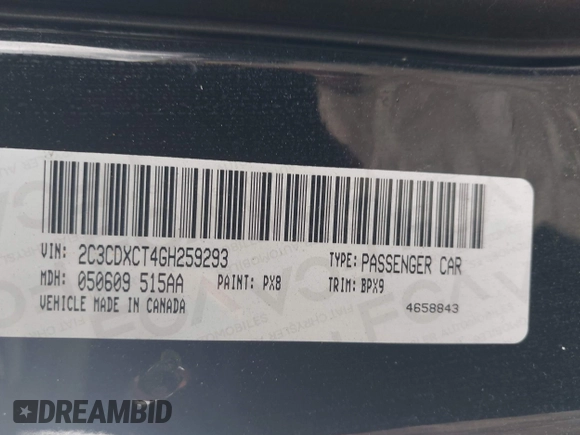 VIN: 2C3CDXCT4GH259293 TYPE: PASSENGER CAR
MDH: 050609 515AA PAINT: PX8 TRIM: BPX9
VEHICLE MADE IN CANADA 4658843
DREAMBID